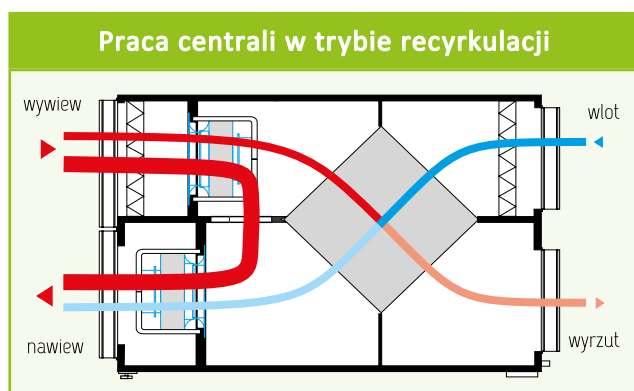 Praca centrali w trybie recyrkulacji
wywiew
wlot
nawiew
wyrzut